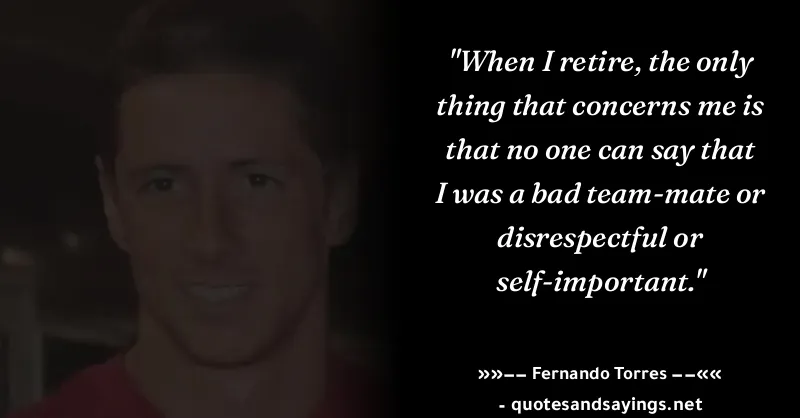 "When I retire, the only
thing that concerns me is
that no one can say that
I was a bad team-mate or
disrespectful or
self-important."
»»–– Fernando Torres ––««
- quotesandsayings.net